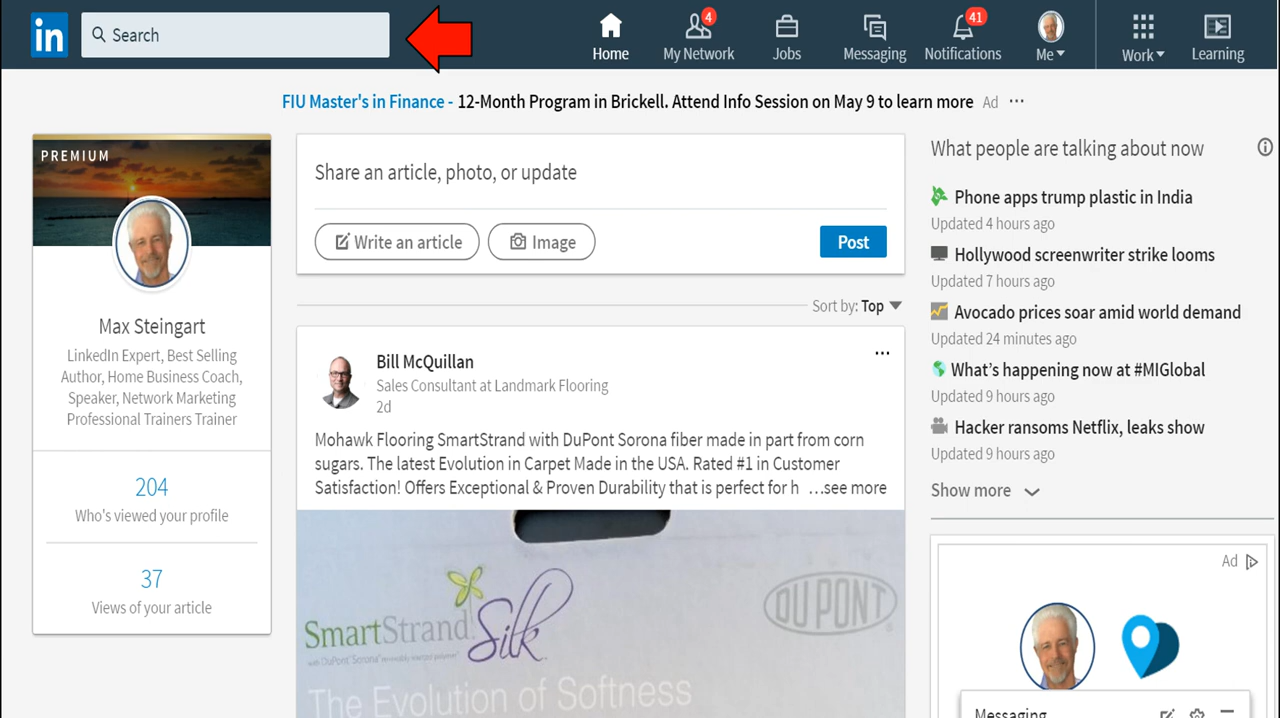 in
Search
Home
4
My Network
Jobs
Messaging
41
Notifications
Me
Work
Learning
FIU Master's in Finance - 12-Month Program in Brickell. Attend Info Session on May 9 to learn more Ad ...
PREMIUM
Max Steingart
LinkedIn Expert, Best Selling
Author, Home Business Coach,
Speaker, Network Marketing
Professional Trainers Trainer
204
Who's viewed your profile
37
Views of your article
Share an article, photo, or update
Write an article
Image
Post
Sort by: Top
Bill McQuillan
...
Sales Consultant at Landmark Flooring
2d
Mohawk Flooring SmartStrand with DuPont Sorona fiber made in part from corn
sugars. The latest Evolution in Carpet Made in the USA. Rated #1 in Customer
Satisfaction! Offers Exceptional & Proven Durability that is perfect for h ...see more
SmartStrand Silk
DUPONT
with DuPont Sorona renewably sourced polymer
The Evolution of Softness
What people are talking about now
Phone apps trump plastic in India
Updated 4 hours ago
Hollywood screenwriter strike looms
Updated 7 hours ago
Avocado prices soar amid world demand
Updated 24 minutes ago
What's happening now at #MIGlobal
Updated 9 hours ago
Hacker ransoms Netflix, leaks show
Updated 9 hours ago
Show more
Ad
Messaging